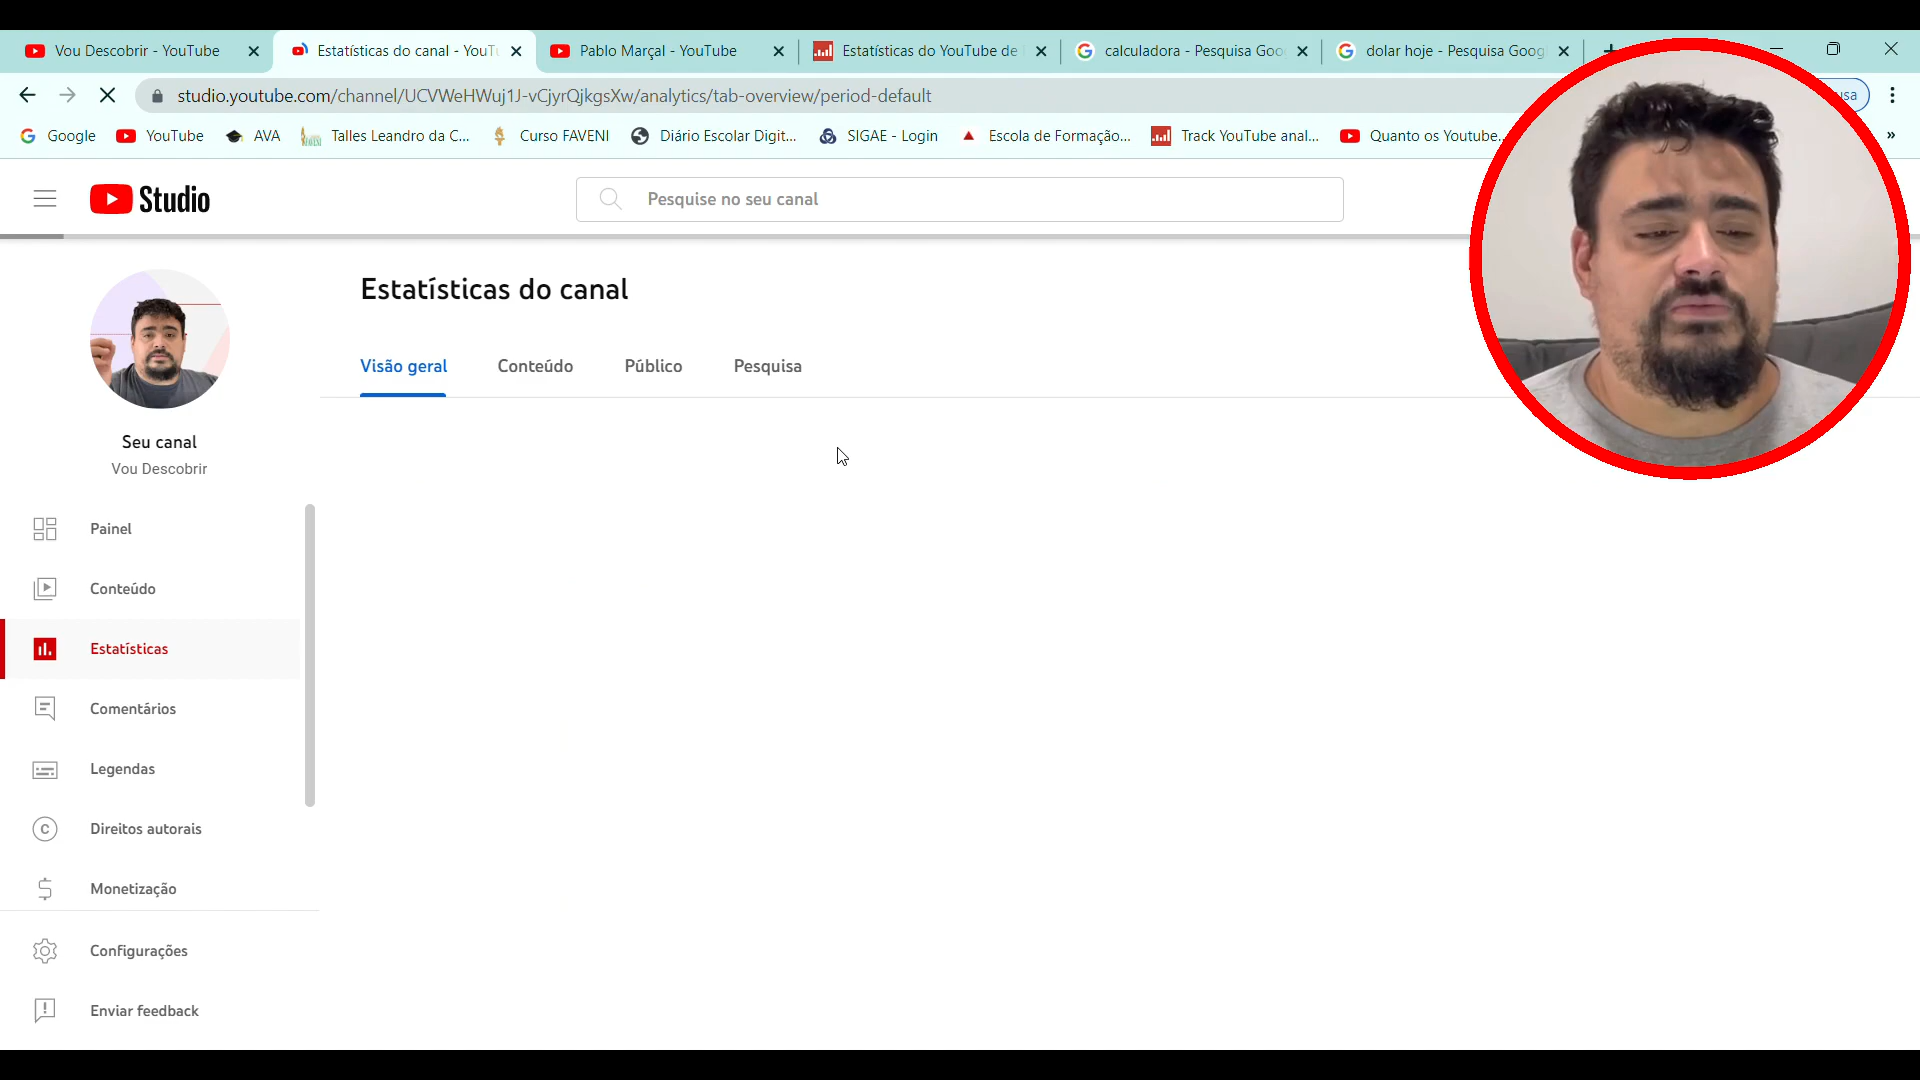 Vou Descobrir - YouTube
Estatísticas do canal - YouTu
Pablo Marçal - YouTube
Estatísticas do YouTube de
calculadora - Pesquisa Goo
dolar hoje - Pesquisa Goog
studio.youtube.com/channel/UCVWeHWuj1J-vCjyrQjkgsXw/analytics/tab-overview/period-default
usa
Google
YouTube
AVA
Talles Leandro da C...
Curso FAVENI
Diário Escolar Digit...
SIGAE - Login
Escola de Formação...
Track YouTube anal...
Quanto os Youtube...
»
Studio
Pesquise no seu canal
Estatísticas do canal
Visão geral
Conteúdo
Público
Pesquisa
Seu canal
Vou Descobrir
Painel
Conteúdo
Estatísticas
Comentários
Legendas
Direitos autorais
Monetização
Configurações
Enviar feedback